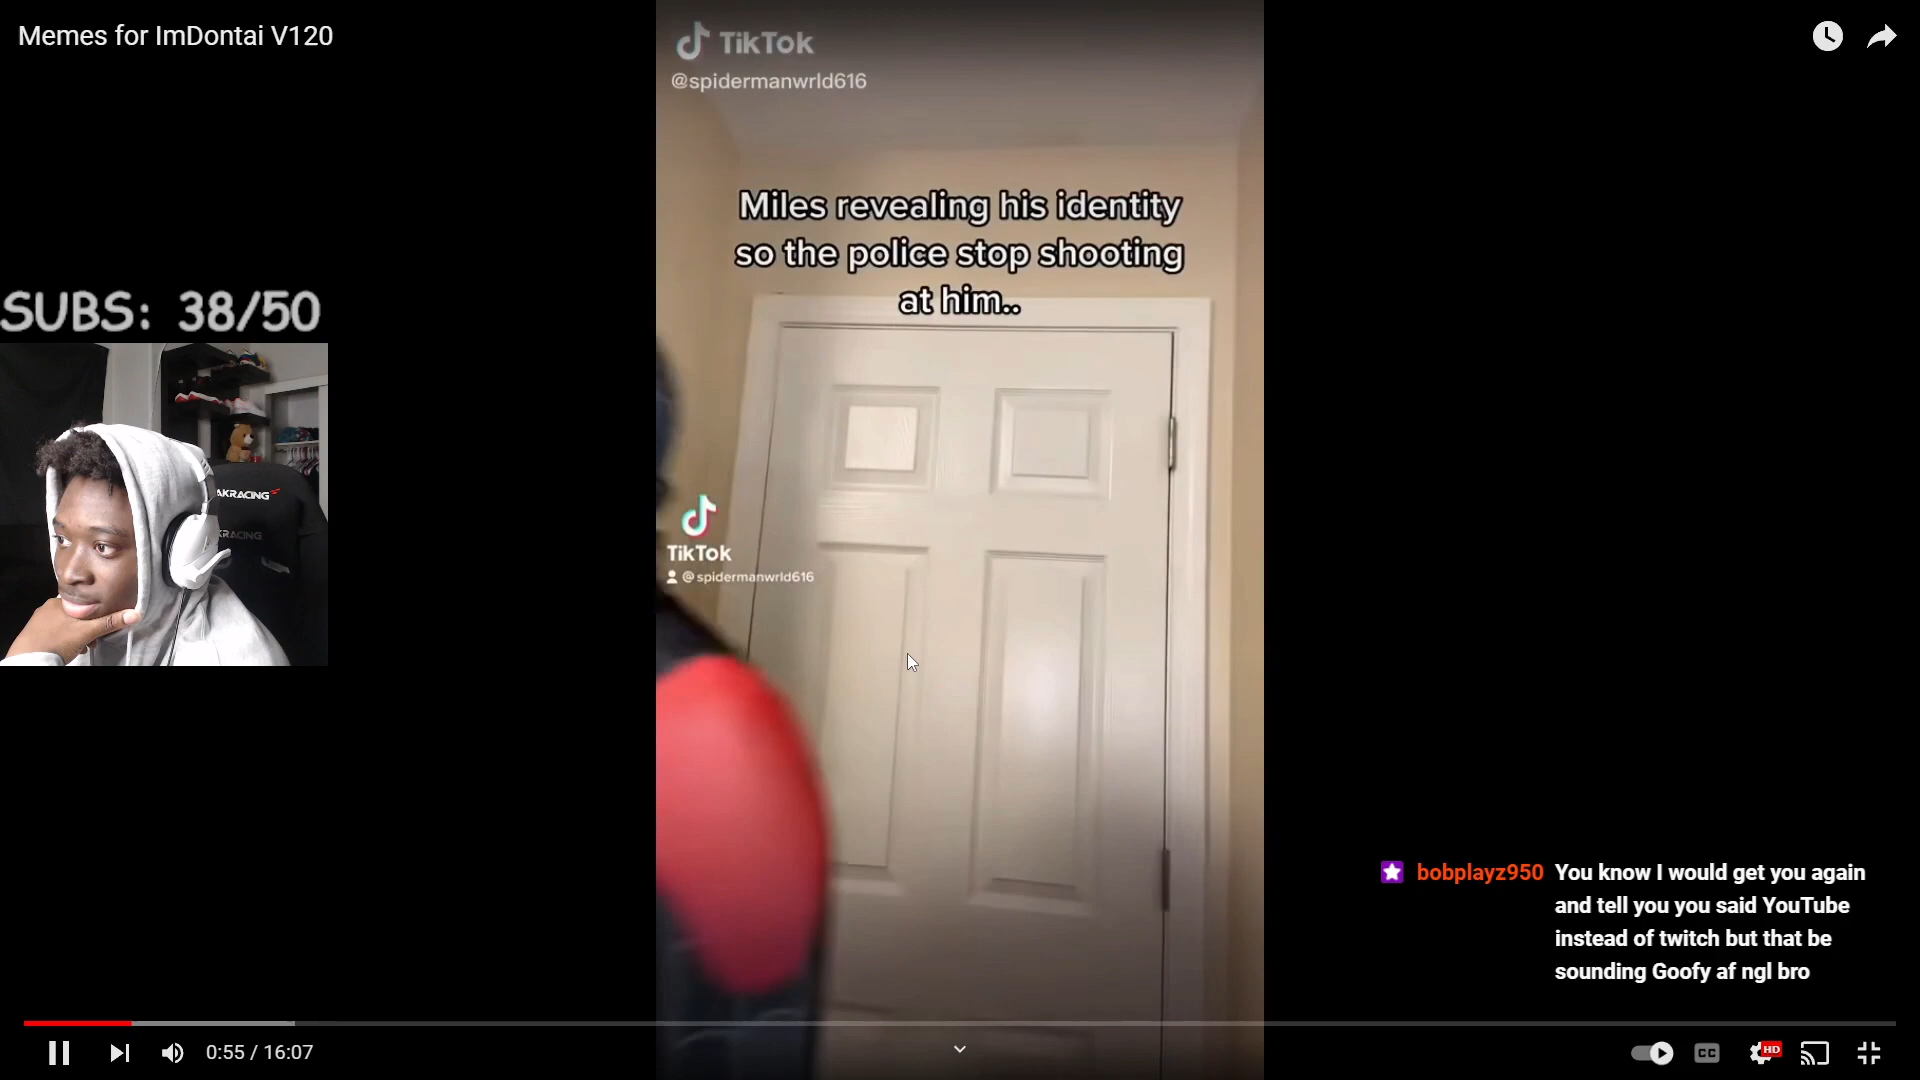 Memes for ImDontai V120
TikTok
@spidermanwrld616
Miles revealing his identity
so the police stop shooting
at him..
SUBS: 38/50
AKRACING
TikTok
@spidermanwrld616
bobplayz950 You know I would get you again
and tell you you said YouTube
instead of twitch but that be
sounding Goofy af ngl bro
0:55 / 16:07
CC
HD